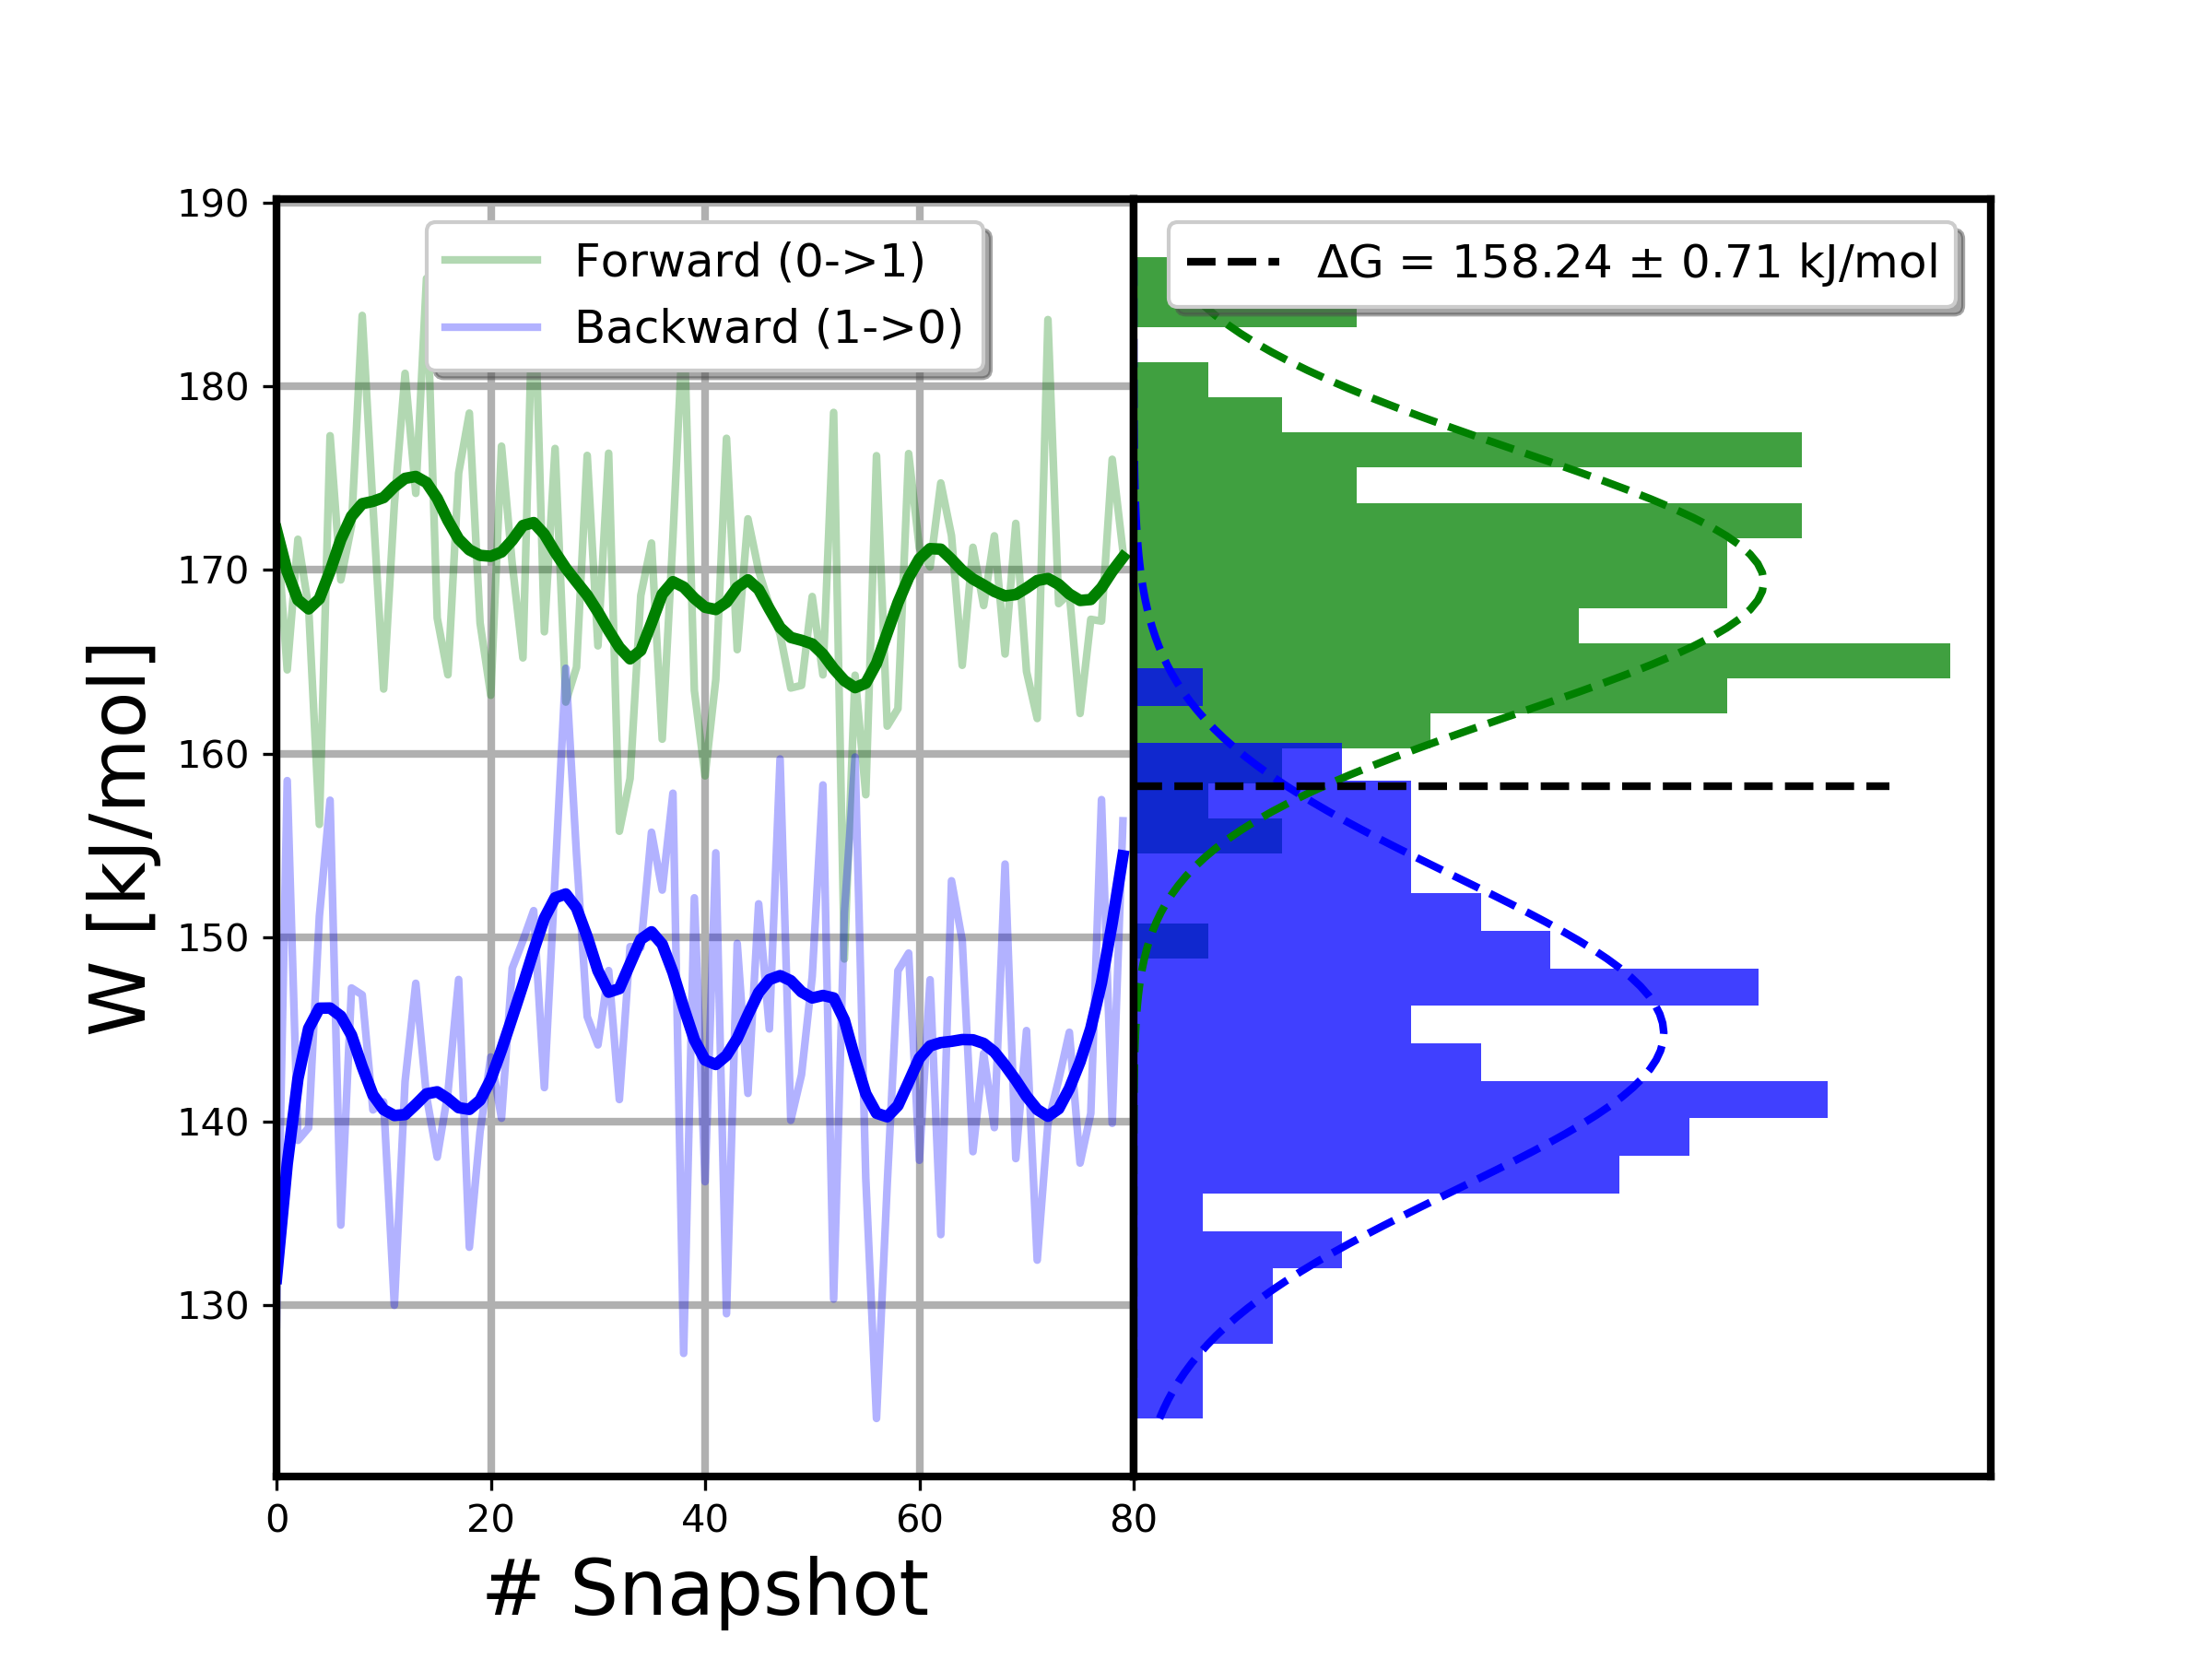 Forward (0->1)
Backward (1->0)
ΔG = 158.24 ± 0.71 kJ/mol
190
180
170
160
150
140
130
W [kJ/mol]
0 20 40 60 80
# Snapshot